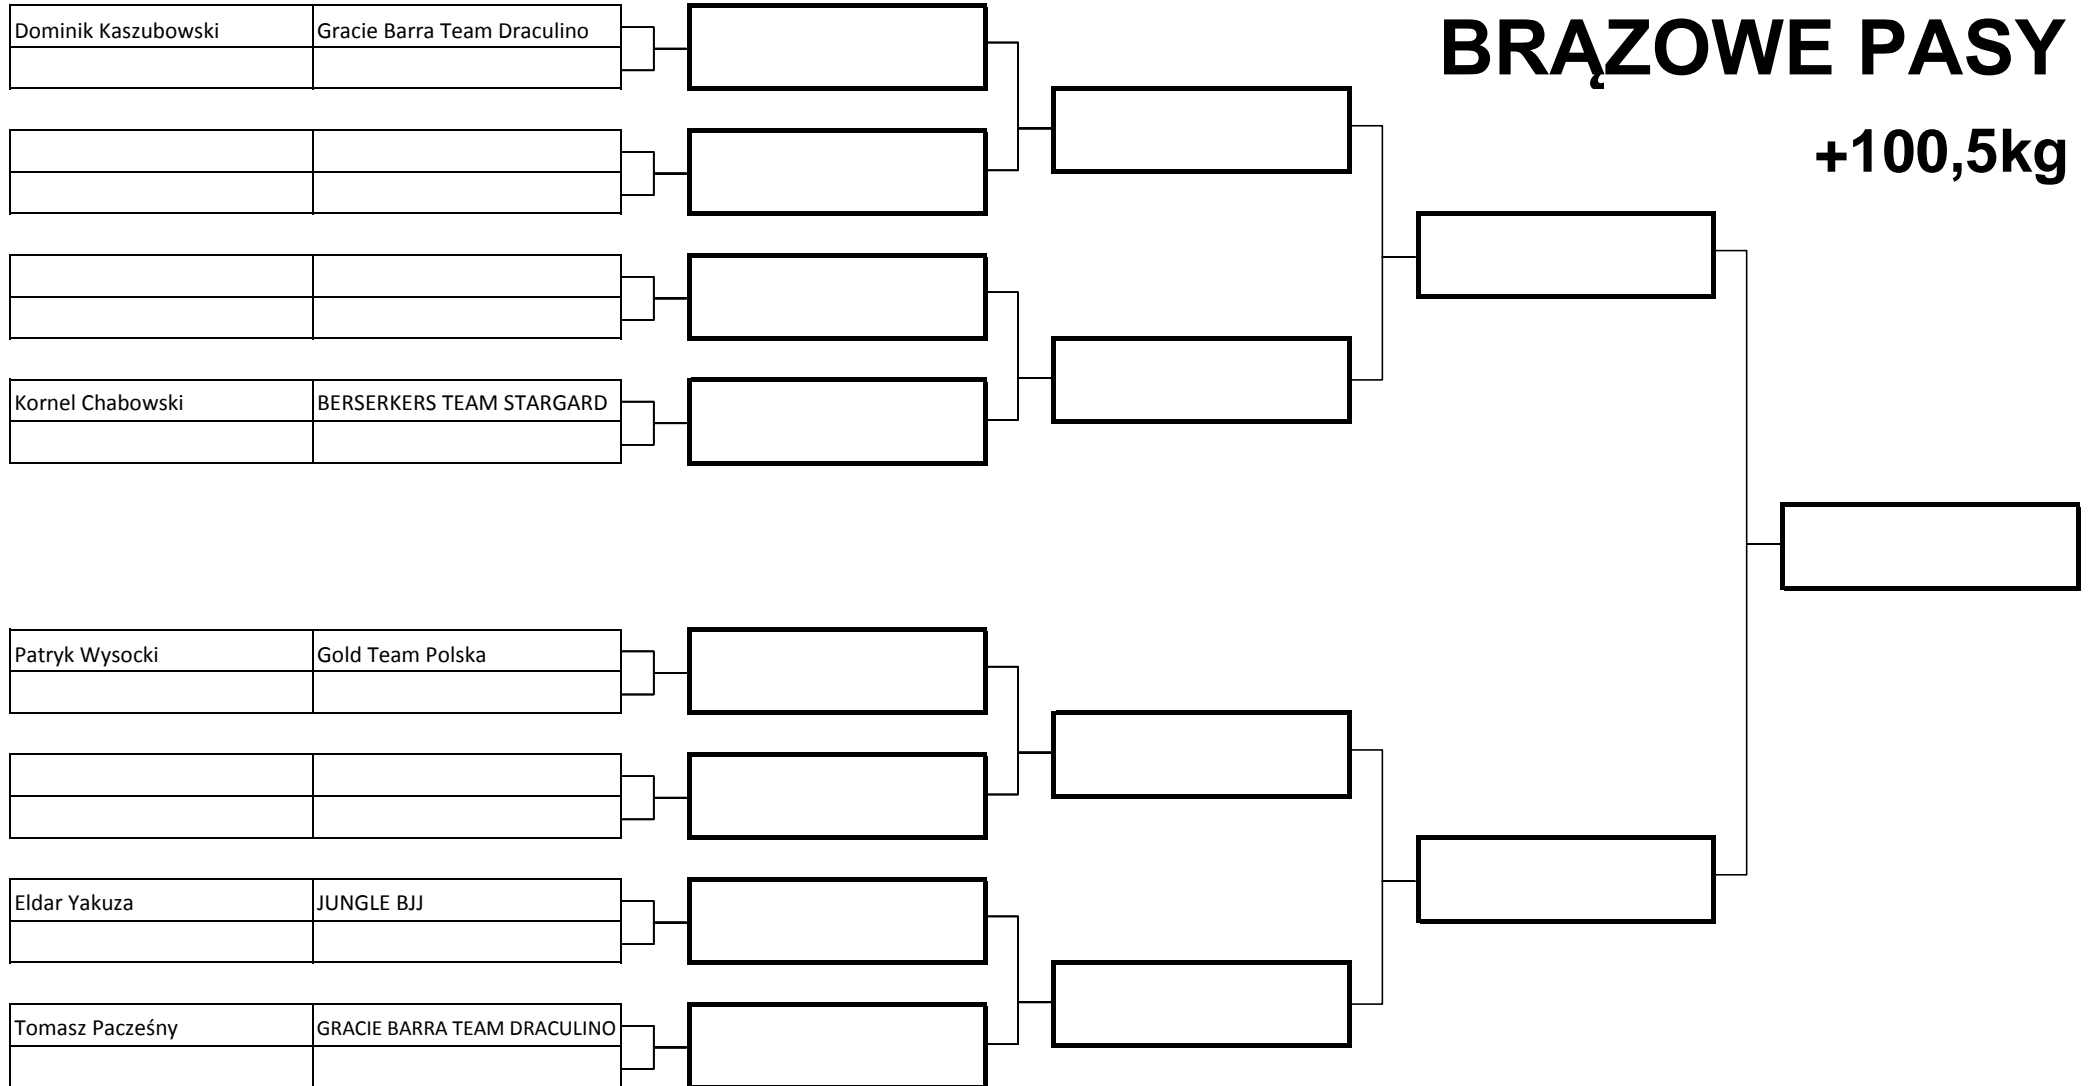 BRĄZOWE PASY
+100,5kg
Dominik Kaszubowski Gracie Barra Team Draculino
Kornel Chabowski BERSERKERS TEAM STARGARD
Patryk Wysocki Gold Team Polska
Eldar Yakuza JUNGLE BJJ
Tomasz Pacześny GRACIE BARRA TEAM DRACULINO